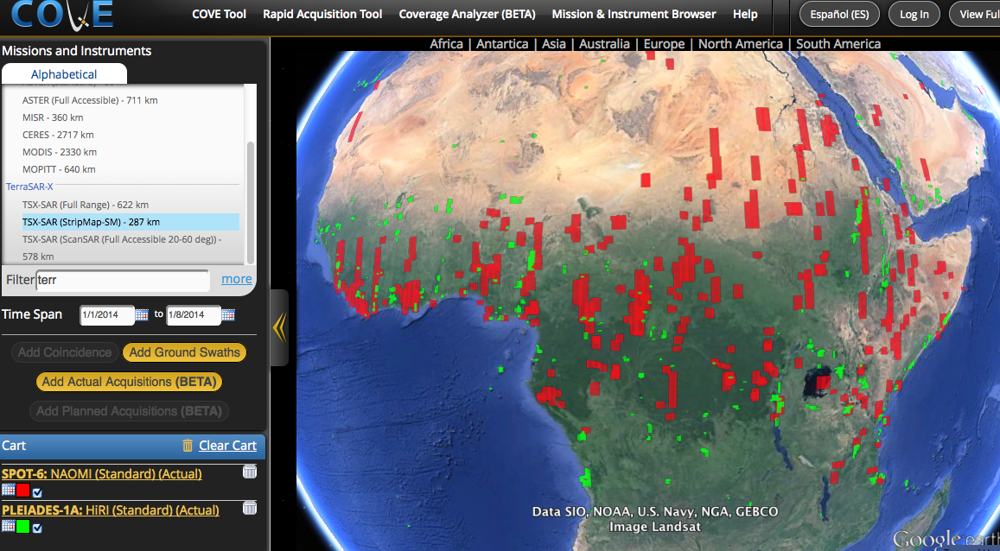 COVE
COVE Tool
Rapid Acquisition Tool
Coverage Analyzer (BETA)
Mission & Instrument Browser
Help
Español (ES)
Log In
View Ful
Africa | Antartica | Asia | Australia | Europe | North America | South America
Missions and Instruments
Alphabetical
ASTER (Full Accessible) - 711 km
MISR - 360 km
CERES - 2717 km
MODIS - 2330 km
MOPITT - 640 km
TerraSAR-X
TSX-SAR (Full Range) - 622 km
TSX-SAR (StripMap-SM) - 287 km
TSX-SAR (ScanSAR (Full Accessible 20-60 deg)) -
578 km
Filter terr
more
Time Span 1/1/2014 to 1/8/2014
Add Coincidence
Add Ground Swaths
Add Actual Acquisitions (BETA)
Add Planned Acquisitions (BETA)
Cart
Clear Cart
SPOT-6: NAOMI (Standard) (Actual)
PLEIADES-1A: HiRI (Standard) (Actual)
Data SIO, NOAA, U.S. Navy, NGA, GEBCO
Image Landsat
Google earth